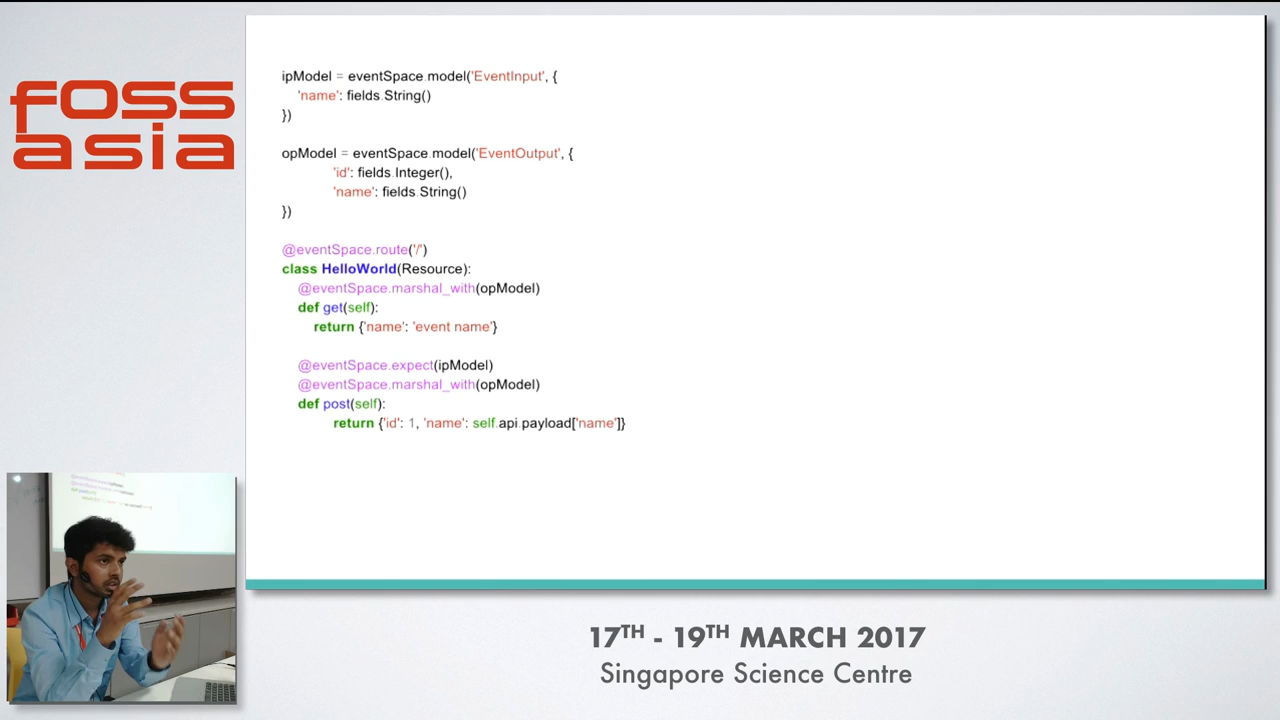 foss
asia
ipModel = eventSpace.model('EventInput', {
'name': fields.String()
})
opModel = eventSpace.model('EventOutput', {
'id': fields.Integer(),
'name': fields.String()
})
@eventSpace.route('/')
class HelloWorld(Resource):
@eventSpace.marshal_with(opModel)
def get(self):
return {'name': 'event name'}
@eventSpace.expect(ipModel)
@eventSpace.marshal_with(opModel)
def post(self):
return {'id': 1, 'name': self.api.payload['name']}
17TH - 19TH MARCH 2017
Singapore Science Centre